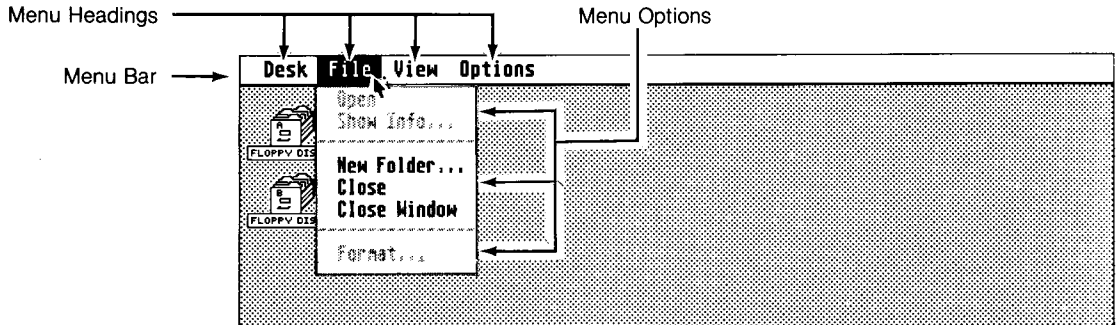 Menu Headings
Menu Options
Menu Bar
Desk File View Options
Open
Show Info...
A
FLOPPY DIS
New Folder...
Close
B
Close Window
FLOPPY DIS
Format...